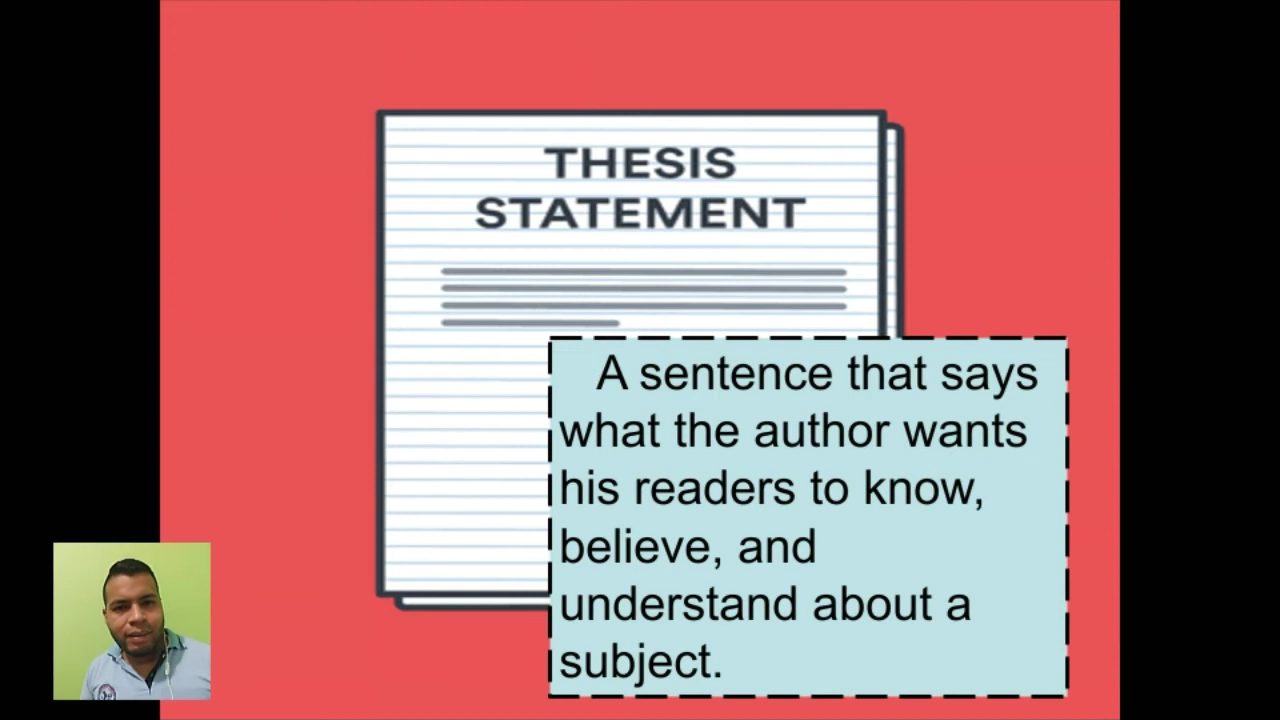 THESIS
STATEMENT
A sentence that says
what the author wants
his readers to know,
believe, and
understand about a
subject.